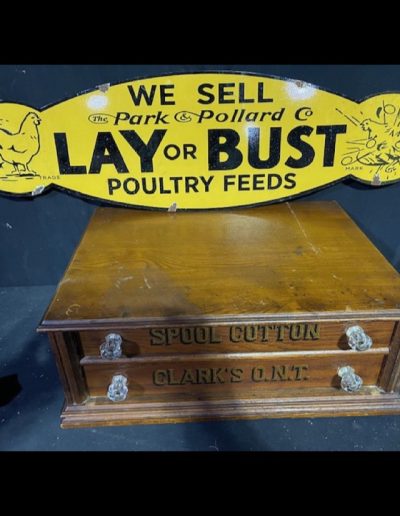 WE SELL
The Park & Pollard Co
LAY OR BUST
POULTRY FEEDS
TRADE
MARK
SPOOL COTTON
CLARK'S O.N.T.